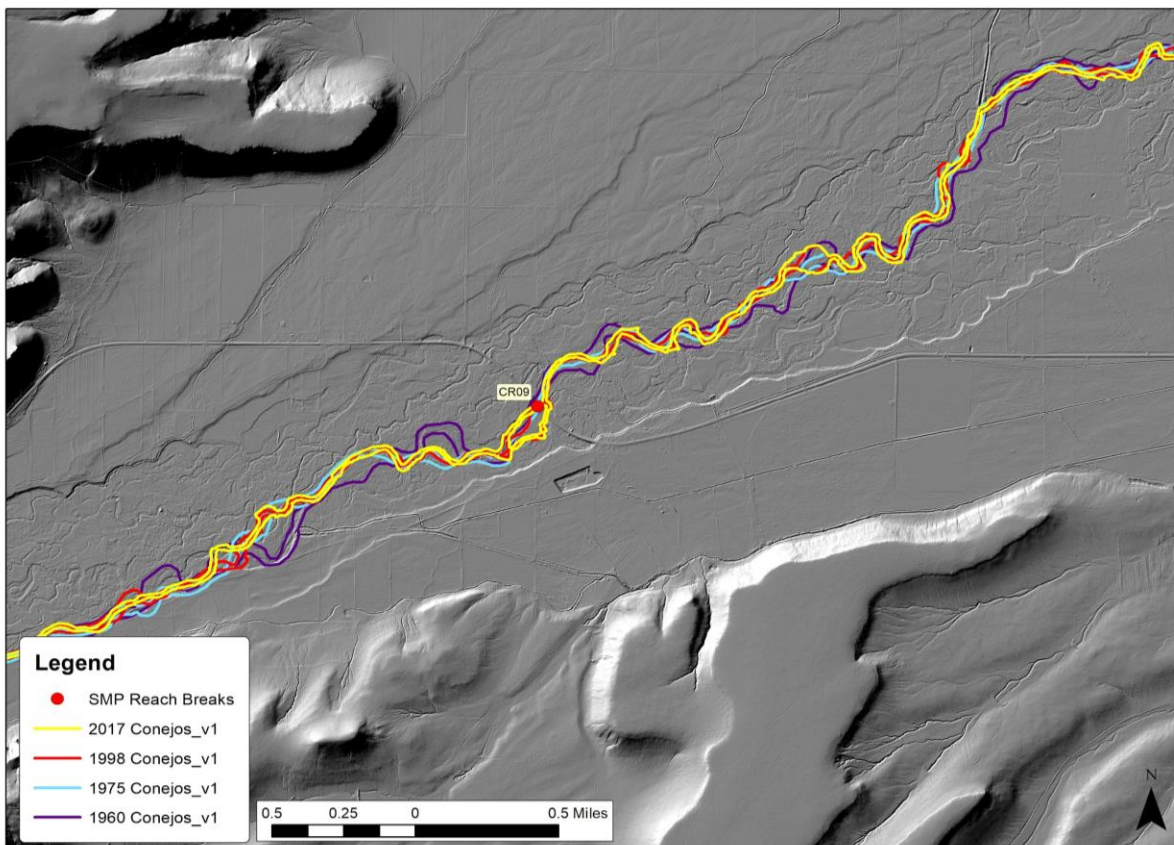 CR09
Legend
SMP Reach Breaks
2017 Conejos_v1
1998 Conejos_v1
1975 Conejos_v1
1960 Conejos_v1
0.5 0.25 0 0.5 Miles
N